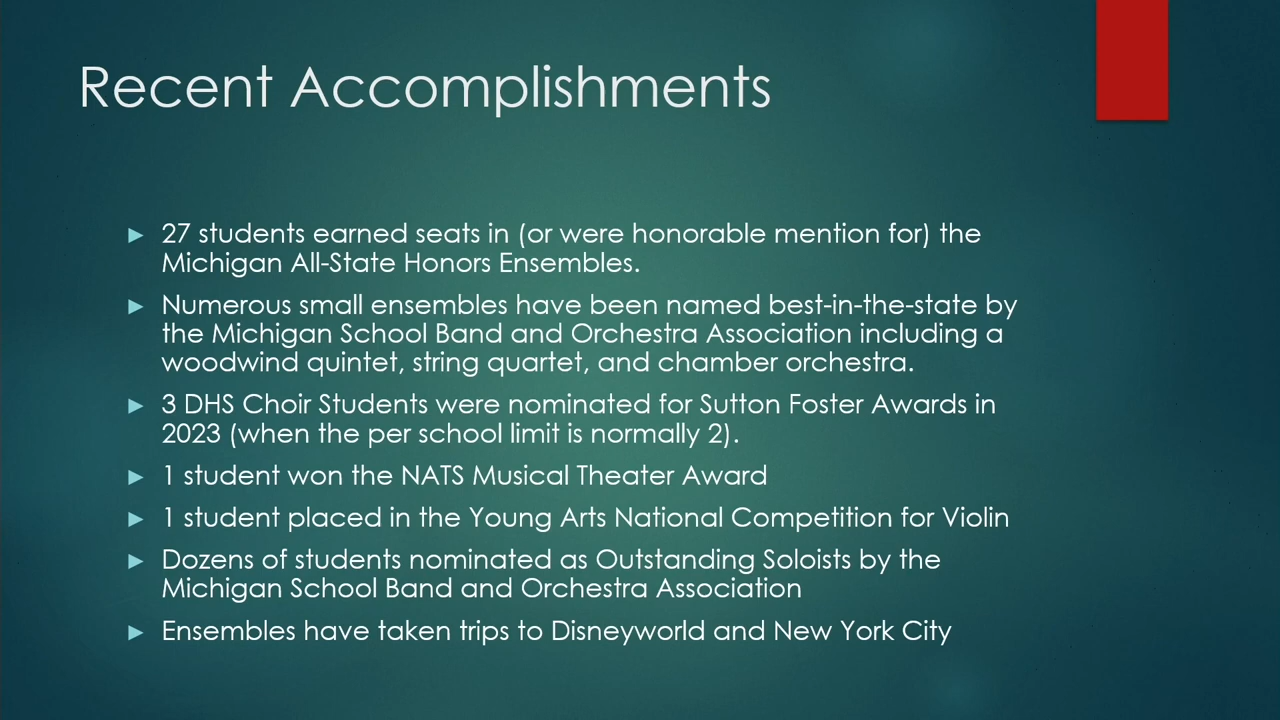 Recent Accomplishments
27 students earned seats in (or were honorable mention for) the
Michigan All-State Honors Ensembles.
Numerous small ensembles have been named best-in-the-state by
the Michigan School Band and Orchestra Association including a
woodwind quintet, string quartet, and chamber orchestra.
3 DHS Choir Students were nominated for Sutton Foster Awards in
2023 (when the per school limit is normally 2).
1 student won the NATS Musical Theater Award
1 student placed in the Young Arts National Competition for Violin
Dozens of students nominated as Outstanding Soloists by the
Michigan School Band and Orchestra Association
Ensembles have taken trips to Disneyworld and New York City